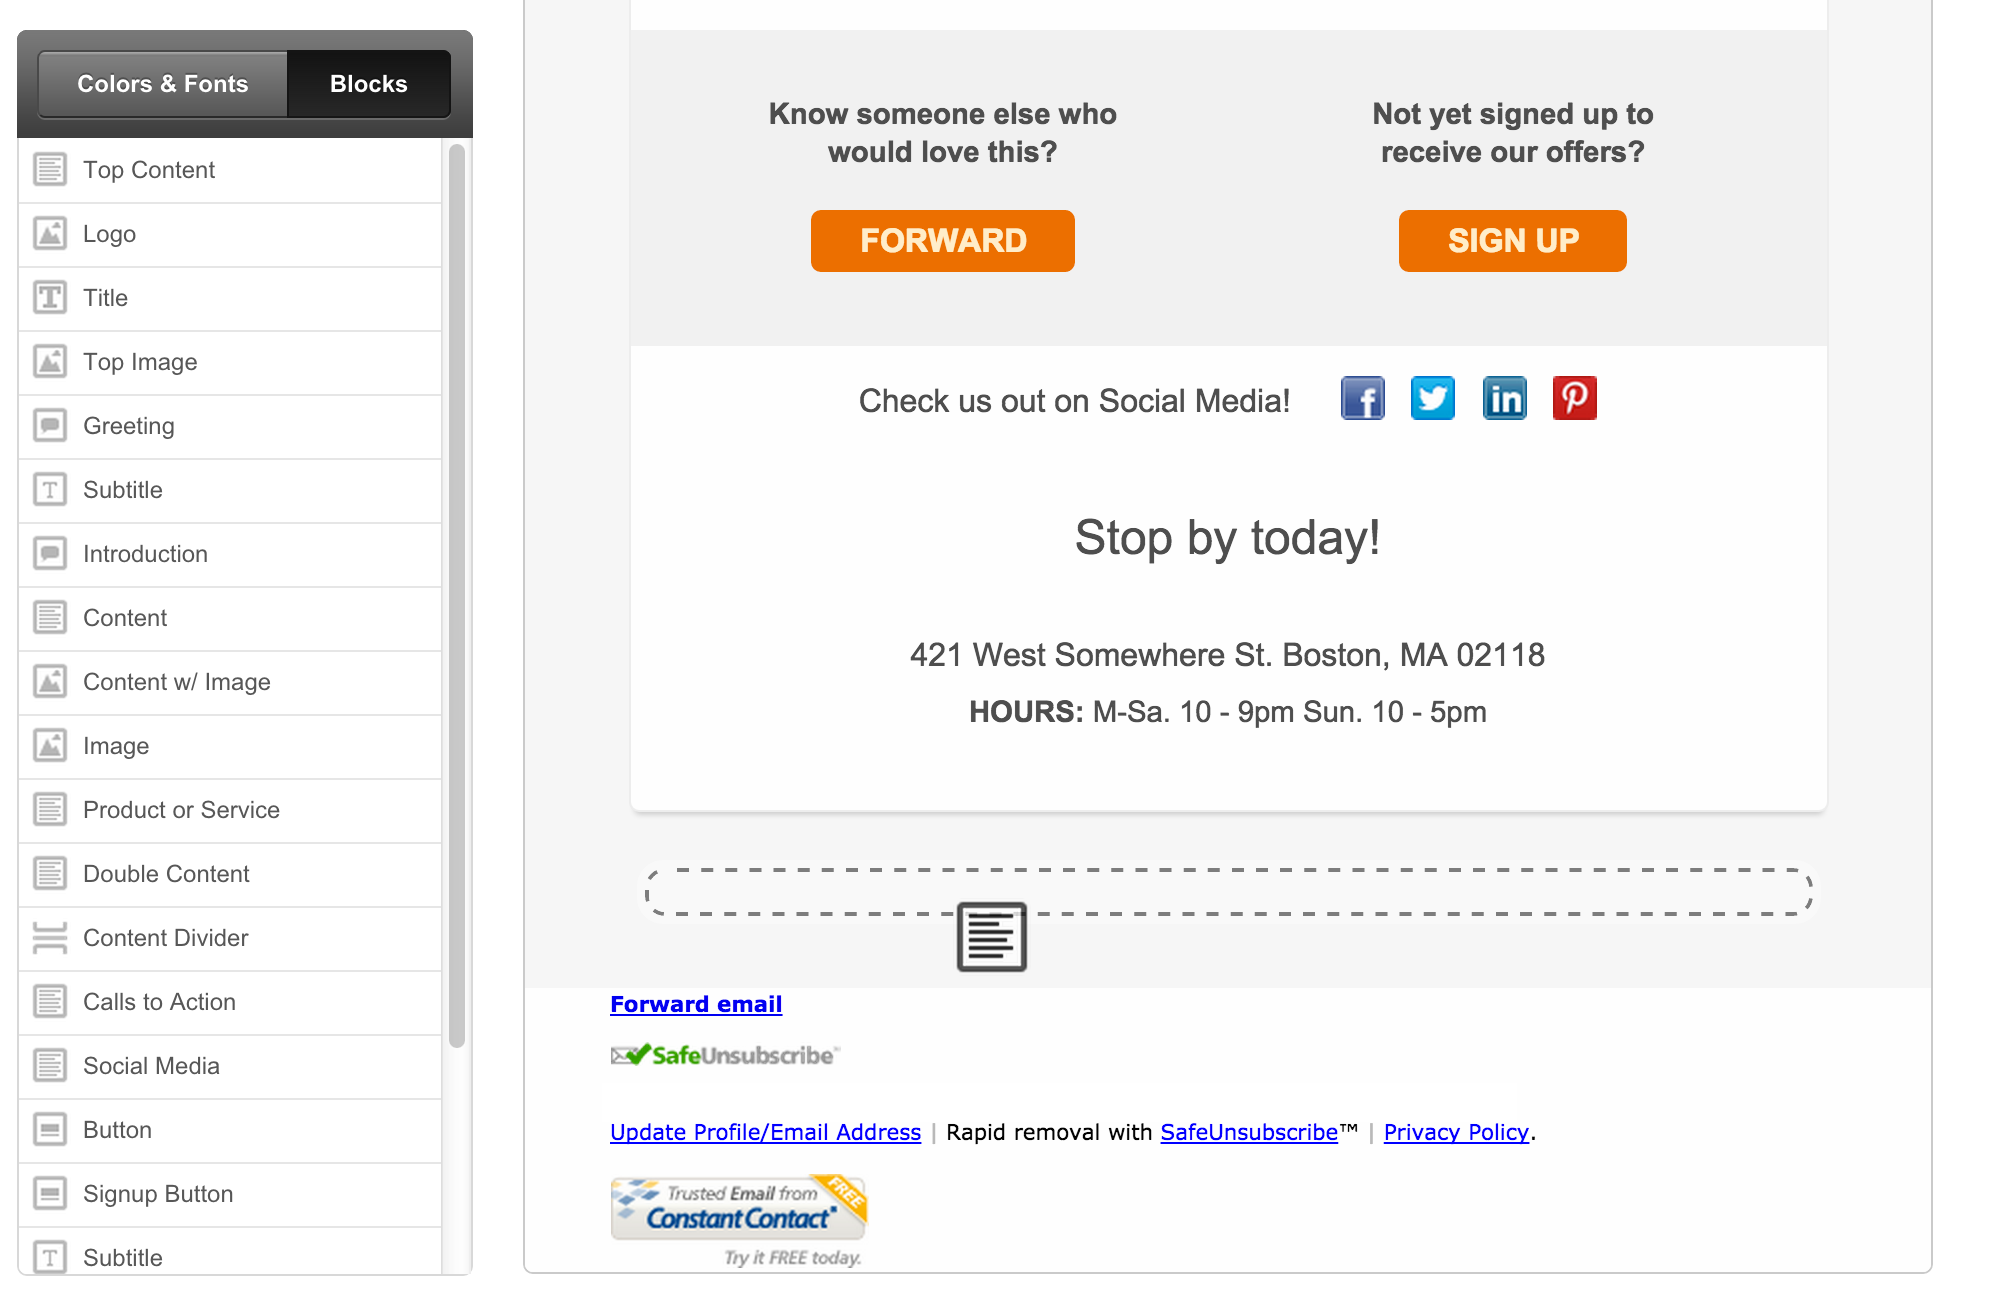 Colors & Fonts
Blocks
Top Content
Logo
Title
Top Image
Greeting
Subtitle
Introduction
Content
Content w/ Image
Image
Product or Service
Double Content
Content Divider
Calls to Action
Social Media
Button
Signup Button
Subtitle
Know someone else who
would love this?
FORWARD
Not yet signed up to
receive our offers?
SIGN UP
Check us out on Social Media!
Stop by today!
421 West Somewhere St. Boston, MA 02118
HOURS: M-Sa. 10 - 9pm Sun. 10 - 5pm
Forward email
SafeUnsubscribe™
Update Profile/Email Address | Rapid removal with SafeUnsubscribe™ | Privacy Policy.
Trusted Email from
FREE
Constant Contact
Try it FREE today.